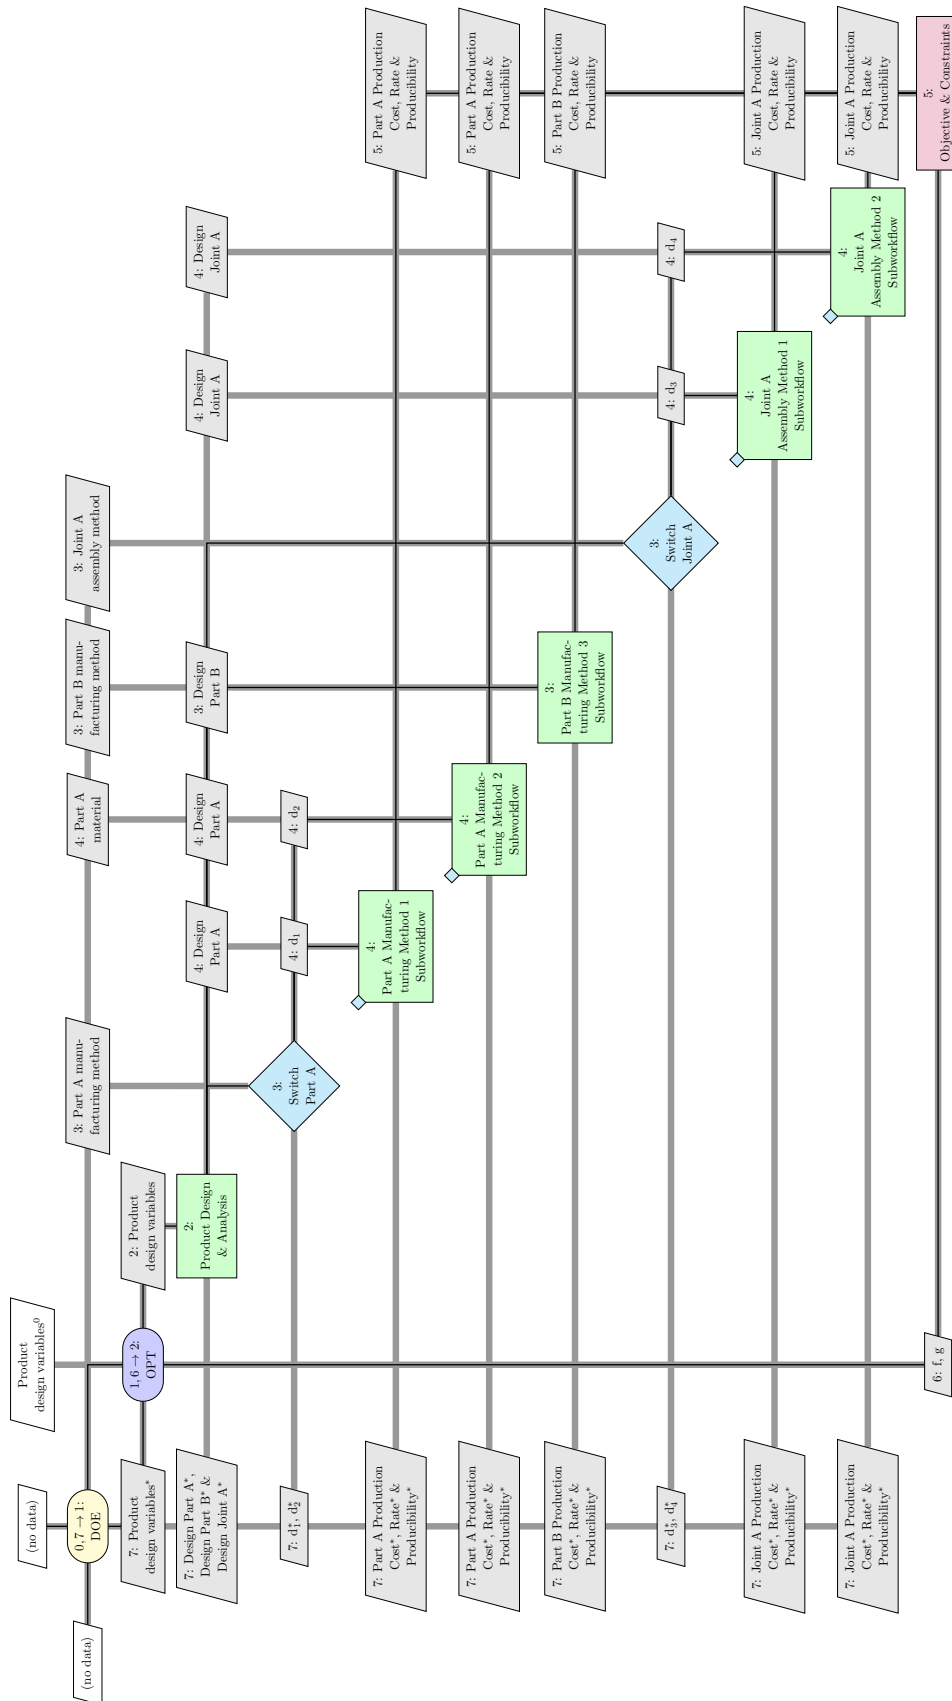 (no data)
(no data)
0, 7 → 1:
DOE
3: Part A manu-
facturing method
4: Part A
material
3: Part B manu-
facturing method
3: Joint A
assembly method
Product
design variables⁰
7: Product
design variables*
1, 6 → 2:
OPT
2: Product
design variables
7: Design Part A*,
Design Part B* &
Design Joint A*
2:
Product Design
& Analysis
4: Design
Part A
4: Design
Part A
3: Design
Part B
4: Design
Joint A
4: Design
Joint A
7: d₁*, d₂*
3:
Switch
Part A
4: d₁
4: d₂
7: Part A Production
Cost*, Rate* &
Producibility*
4:
Part A Manufac-
turing Method 1
Subworkflow
5: Part A Production
Cost, Rate &
Producibility
7: Part A Production
Cost*, Rate* &
Producibility*
4:
Part A Manufac-
turing Method 2
Subworkflow
5: Part A Production
Cost, Rate &
Producibility
7: Part B Production
Cost*, Rate* &
Producibility*
3:
Part B Manufac-
turing Method 3
Subworkflow
5: Part B Production
Cost, Rate &
Producibility
7: d₃*, d₄*
3:
Switch
Joint A
4: d₃
4: d₄
7: Joint A Production
Cost*, Rate* &
Producibility*
4:
Joint A
Assembly Method 1
Subworkflow
5: Joint A Production
Cost, Rate &
Producibility
7: Joint A Production
Cost*, Rate* &
Producibility*
4:
Joint A
Assembly Method 2
Subworkflow
5: Joint A Production
Cost, Rate &
Producibility
6: f, g
5:
Objective & Constraints